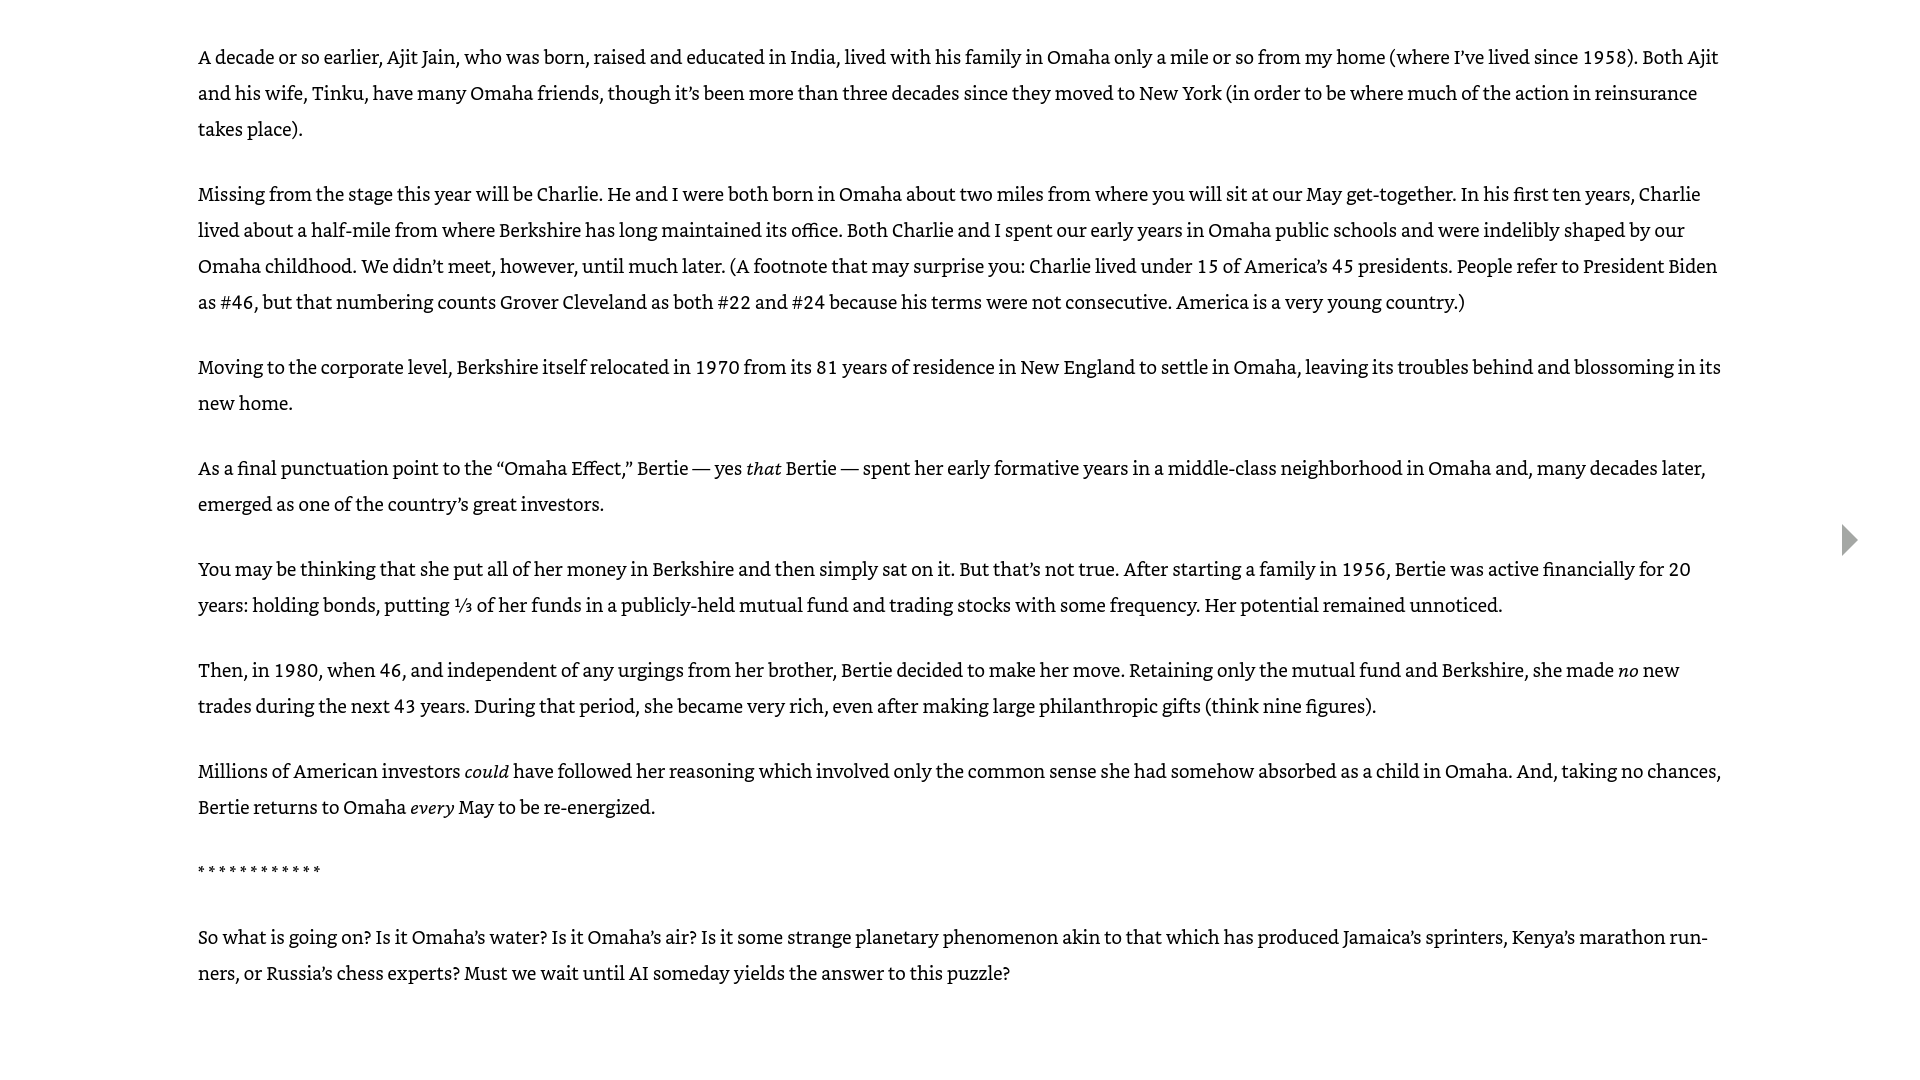 A decade or so earlier, Ajit Jain, who was born, raised and educated in India, lived with his family in Omaha only a mile or so from my home (where I’ve lived since 1958). Both Ajit
and his wife, Tinku, have many Omaha friends, though it’s been more than three decades since they moved to New York (in order to be where much of the action in reinsurance
takes place).
Missing from the stage this year will be Charlie. He and I were both born in Omaha about two miles from where you will sit at our May get-together. In his first ten years, Charlie
lived about a half-mile from where Berkshire has long maintained its office. Both Charlie and I spent our early years in Omaha public schools and were indelibly shaped by our
Omaha childhood. We didn’t meet, however, until much later. (A footnote that may surprise you: Charlie lived under 15 of America’s 45 presidents. People refer to President Biden
as #46, but that numbering counts Grover Cleveland as both #22 and #24 because his terms were not consecutive. America is a very young country.)
Moving to the corporate level, Berkshire itself relocated in 1970 from its 81 years of residence in New England to settle in Omaha, leaving its troubles behind and blossoming in its
new home.
As a final punctuation point to the “Omaha Effect,” Bertie — yes that Bertie — spent her early formative years in a middle-class neighborhood in Omaha and, many decades later,
emerged as one of the country’s great investors.
You may be thinking that she put all of her money in Berkshire and then simply sat on it. But that’s not true. After starting a family in 1956, Bertie was active financially for 20
years: holding bonds, putting ⅓ of her funds in a publicly-held mutual fund and trading stocks with some frequency. Her potential remained unnoticed.
Then, in 1980, when 46, and independent of any urgings from her brother, Bertie decided to make her move. Retaining only the mutual fund and Berkshire, she made no new
trades during the next 43 years. During that period, she became very rich, even after making large philanthropic gifts (think nine figures).
Millions of American investors could have followed her reasoning which involved only the common sense she had somehow absorbed as a child in Omaha. And, taking no chances,
Bertie returns to Omaha every May to be re-energized.
* * * * * * * * * * * *
So what is going on? Is it Omaha’s water? Is it Omaha’s air? Is it some strange planetary phenomenon akin to that which has produced Jamaica’s sprinters, Kenya’s marathon run-
ners, or Russia’s chess experts? Must we wait until AI someday yields the answer to this puzzle?